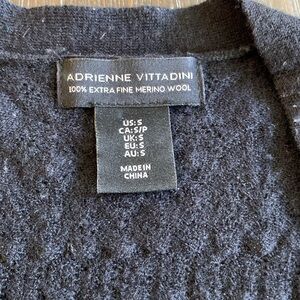 ADRIENNE VITTADINI
100% EXTRA FINE MERINO WOOL
US:S
CA:S/P
UK:S
EU:S
AU:S
MADE IN
CHINA